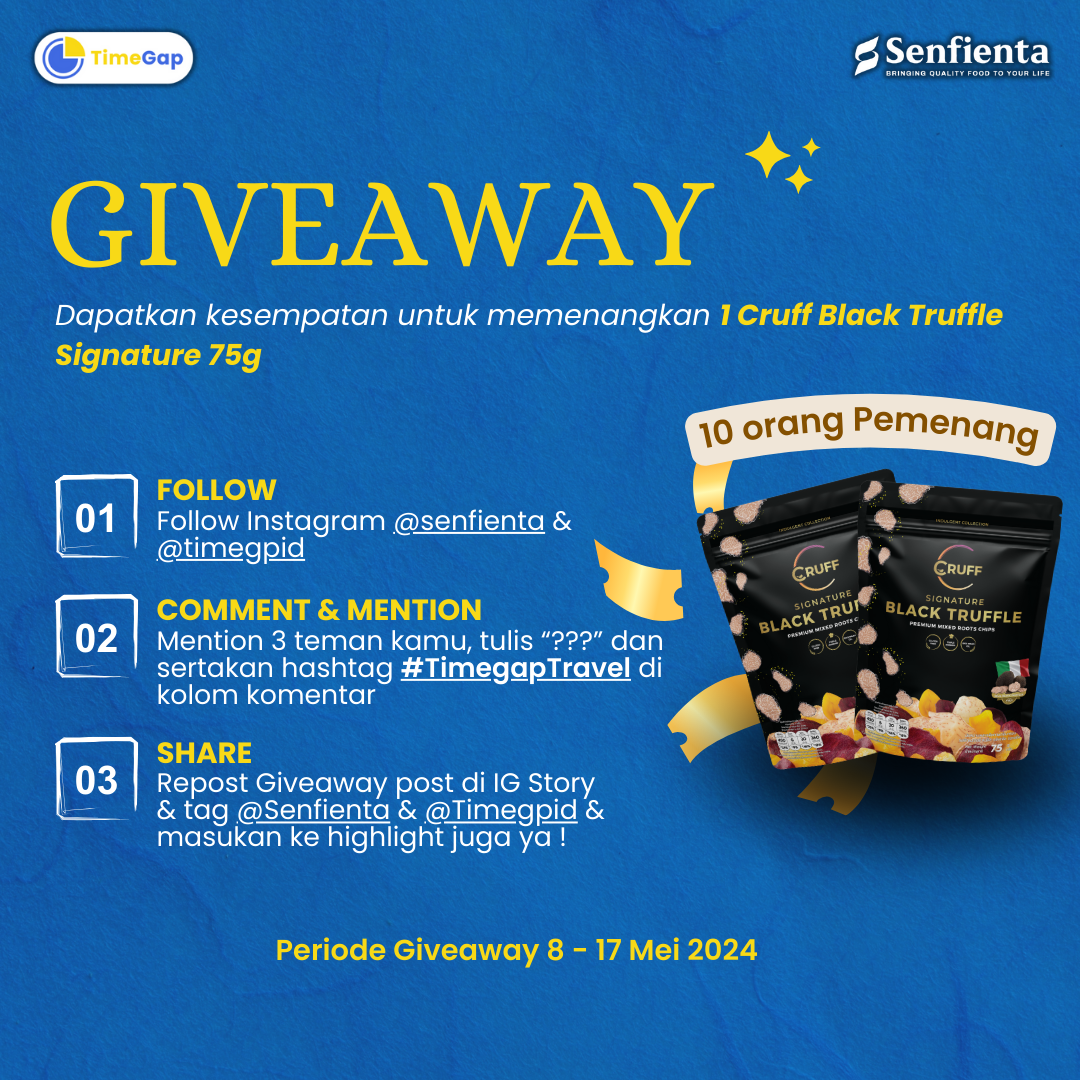 TimeGap
Senfienta
BRINGING QUALITY FOOD TO YOUR LIFE
GIVEAWAY
Dapatkan kesempatan untuk memenangkan 1 Cruff Black Truffle
Signature 75g
10 orang Pemenang
01
FOLLOW
Follow Instagram @senfienta &
@timegpid
02
COMMENT & MENTION
Mention 3 teman kamu, tulis “???” dan
sertakan hashtag #TimegapTravel di
kolom komentar
03
SHARE
Repost Giveaway post di IG Story
& tag @Senfienta & @Timegpid &
masukan ke highlight juga ya !
CRUFF
SIGNATURE
BLACK TRUF
PREMIUM MIXED ROOTS C
INDULGENT COLLECTION
CRUFF
SIGNATURE
BLACK TRUFFLE
PREMIUM MIXED ROOTS CHIPS
75
Periode Giveaway 8 - 17 Mei 2024